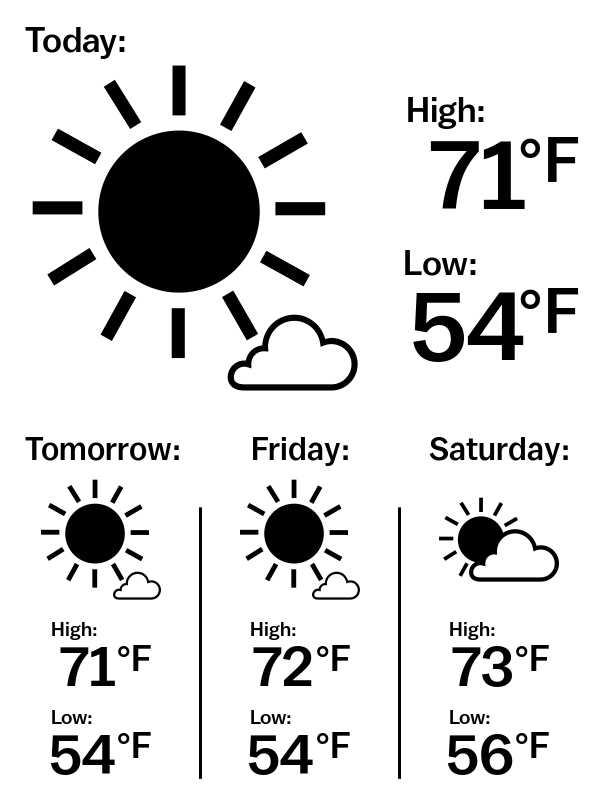 Today:
High:
71°F
Low:
54°F
Tomorrow:
High:
71°F
Low:
54°F
Friday:
High:
72°F
Low:
54°F
Saturday:
High:
73°F
Low:
56°F